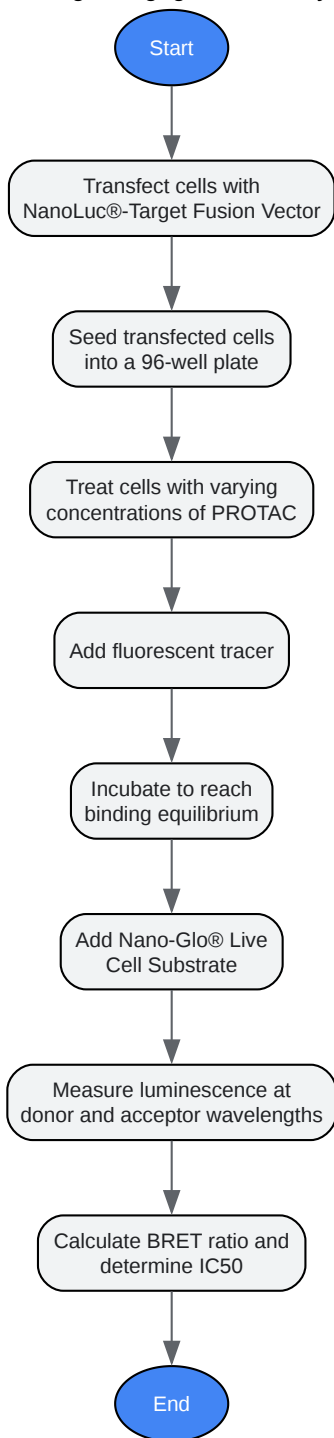 Start
Transfect cells with
NanoLuc®-Target Fusion Vector
Seed transfected cells
into a 96-well plate
Treat cells with varying
concentrations of PROTAC
Add fluorescent tracer
Incubate to reach
binding equilibrium
Add Nano-Glo® Live
Cell Substrate
Measure luminescence at
donor and acceptor wavelengths
Calculate BRET ratio and
determine IC50
End